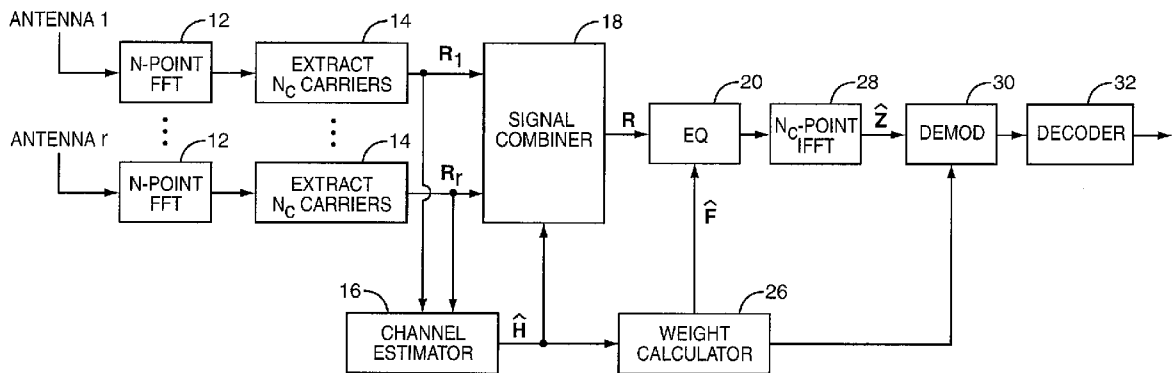 ANTENNA 1
12
N-POINT
FFT
14
EXTRACT
N_C CARRIERS
R_1
18
SIGNAL
COMBINER
R
20
EQ
28
N_C-POINT
IFFT
Ẑ
30
DEMOD
32
DECODER
ANTENNA r
12
N-POINT
FFT
14
EXTRACT
N_C CARRIERS
R_r
F̂
16
CHANNEL
ESTIMATOR
Ĥ
26
WEIGHT
CALCULATOR